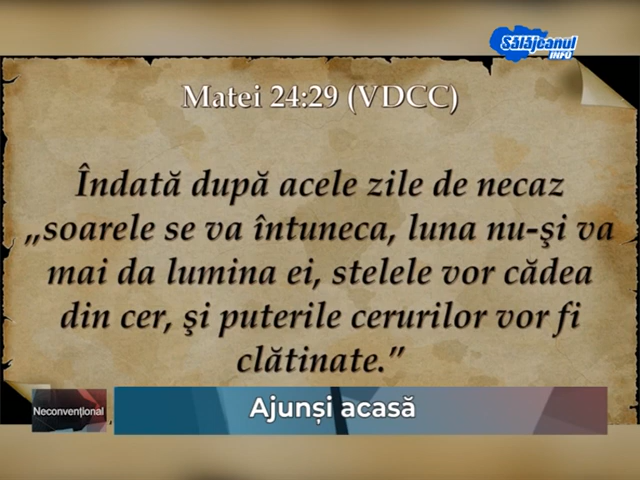 Sălăjeanul
INFO
Matei 24:29 (VDCC)
Îndată după acele zile de necaz
„soarele se va întuneca, luna nu-şi va
mai da lumina ei, stelele vor cădea
din cer, şi puterile cerurilor vor fi
clătinate.”
Neconvențional
Ajunși acasă